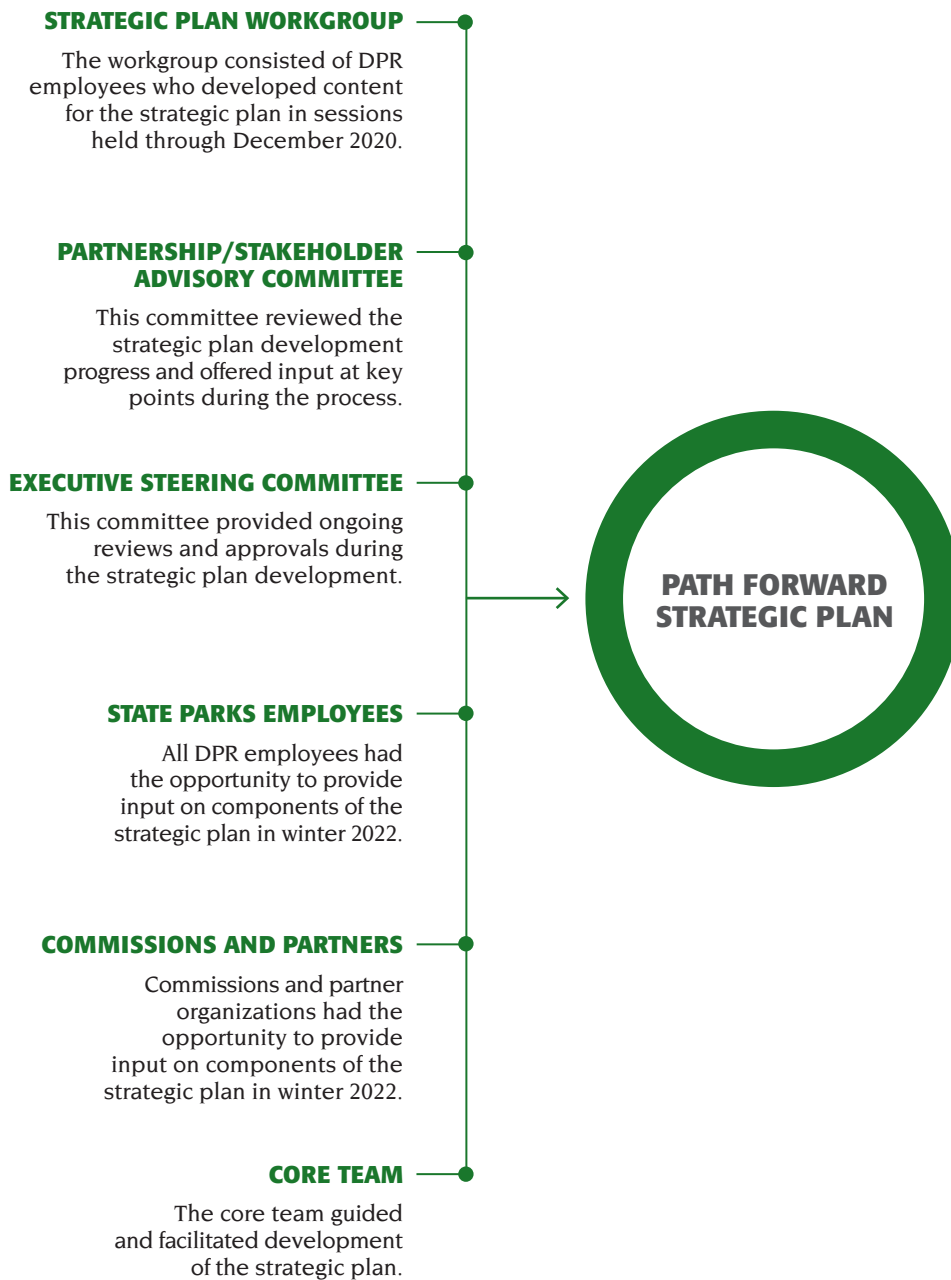 STRATEGIC PLAN WORKGROUP
The workgroup consisted of DPR
employees who developed content
for the strategic plan in sessions
held through December 2020.
PARTNERSHIP/STAKEHOLDER
ADVISORY COMMITTEE
This committee reviewed the
strategic plan development
progress and offered input at key
points during the process.
EXECUTIVE STEERING COMMITTEE
This committee provided ongoing
reviews and approvals during
the strategic plan development.
STATE PARKS EMPLOYEES
All DPR employees had
the opportunity to provide
input on components of the
strategic plan in winter 2022.
COMMISSIONS AND PARTNERS
Commissions and partner
organizations had the
opportunity to provide
input on components of the
strategic plan in winter 2022.
CORE TEAM
The core team guided
and facilitated development
of the strategic plan.
PATH FORWARD
STRATEGIC PLAN